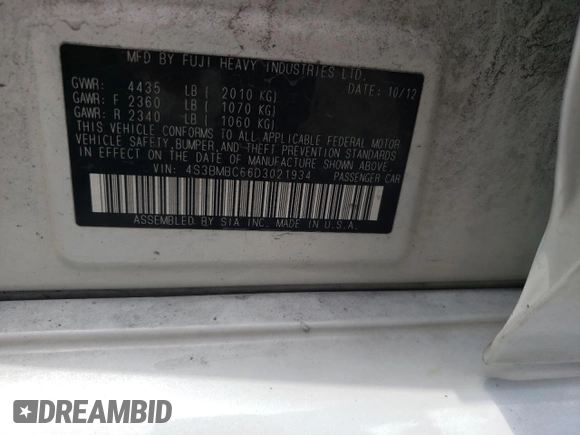 MFD BY FUJI HEAVY INDUSTRIES LTD.
GVWR: 4435 LB ( 2010 KG) DATE: 10/12
GAWR: F 2360 LB ( 1070 KG)
GAWR: R 2340 LB ( 1060 KG)
THIS VEHICLE CONFORMS TO ALL APPLICABLE FEDERAL MOTOR
VEHICLE SAFETY, BUMPER, AND THEFT PREVENTION STANDARDS
IN EFFECT ON THE DATE OF MANUFACTURE SHOWN ABOVE.
VIN: 4S3BMBC66D3021934 PASSENGER CAR
ASSEMBLED BY SIA INC. MADE IN U.S.A.
DREAMBID